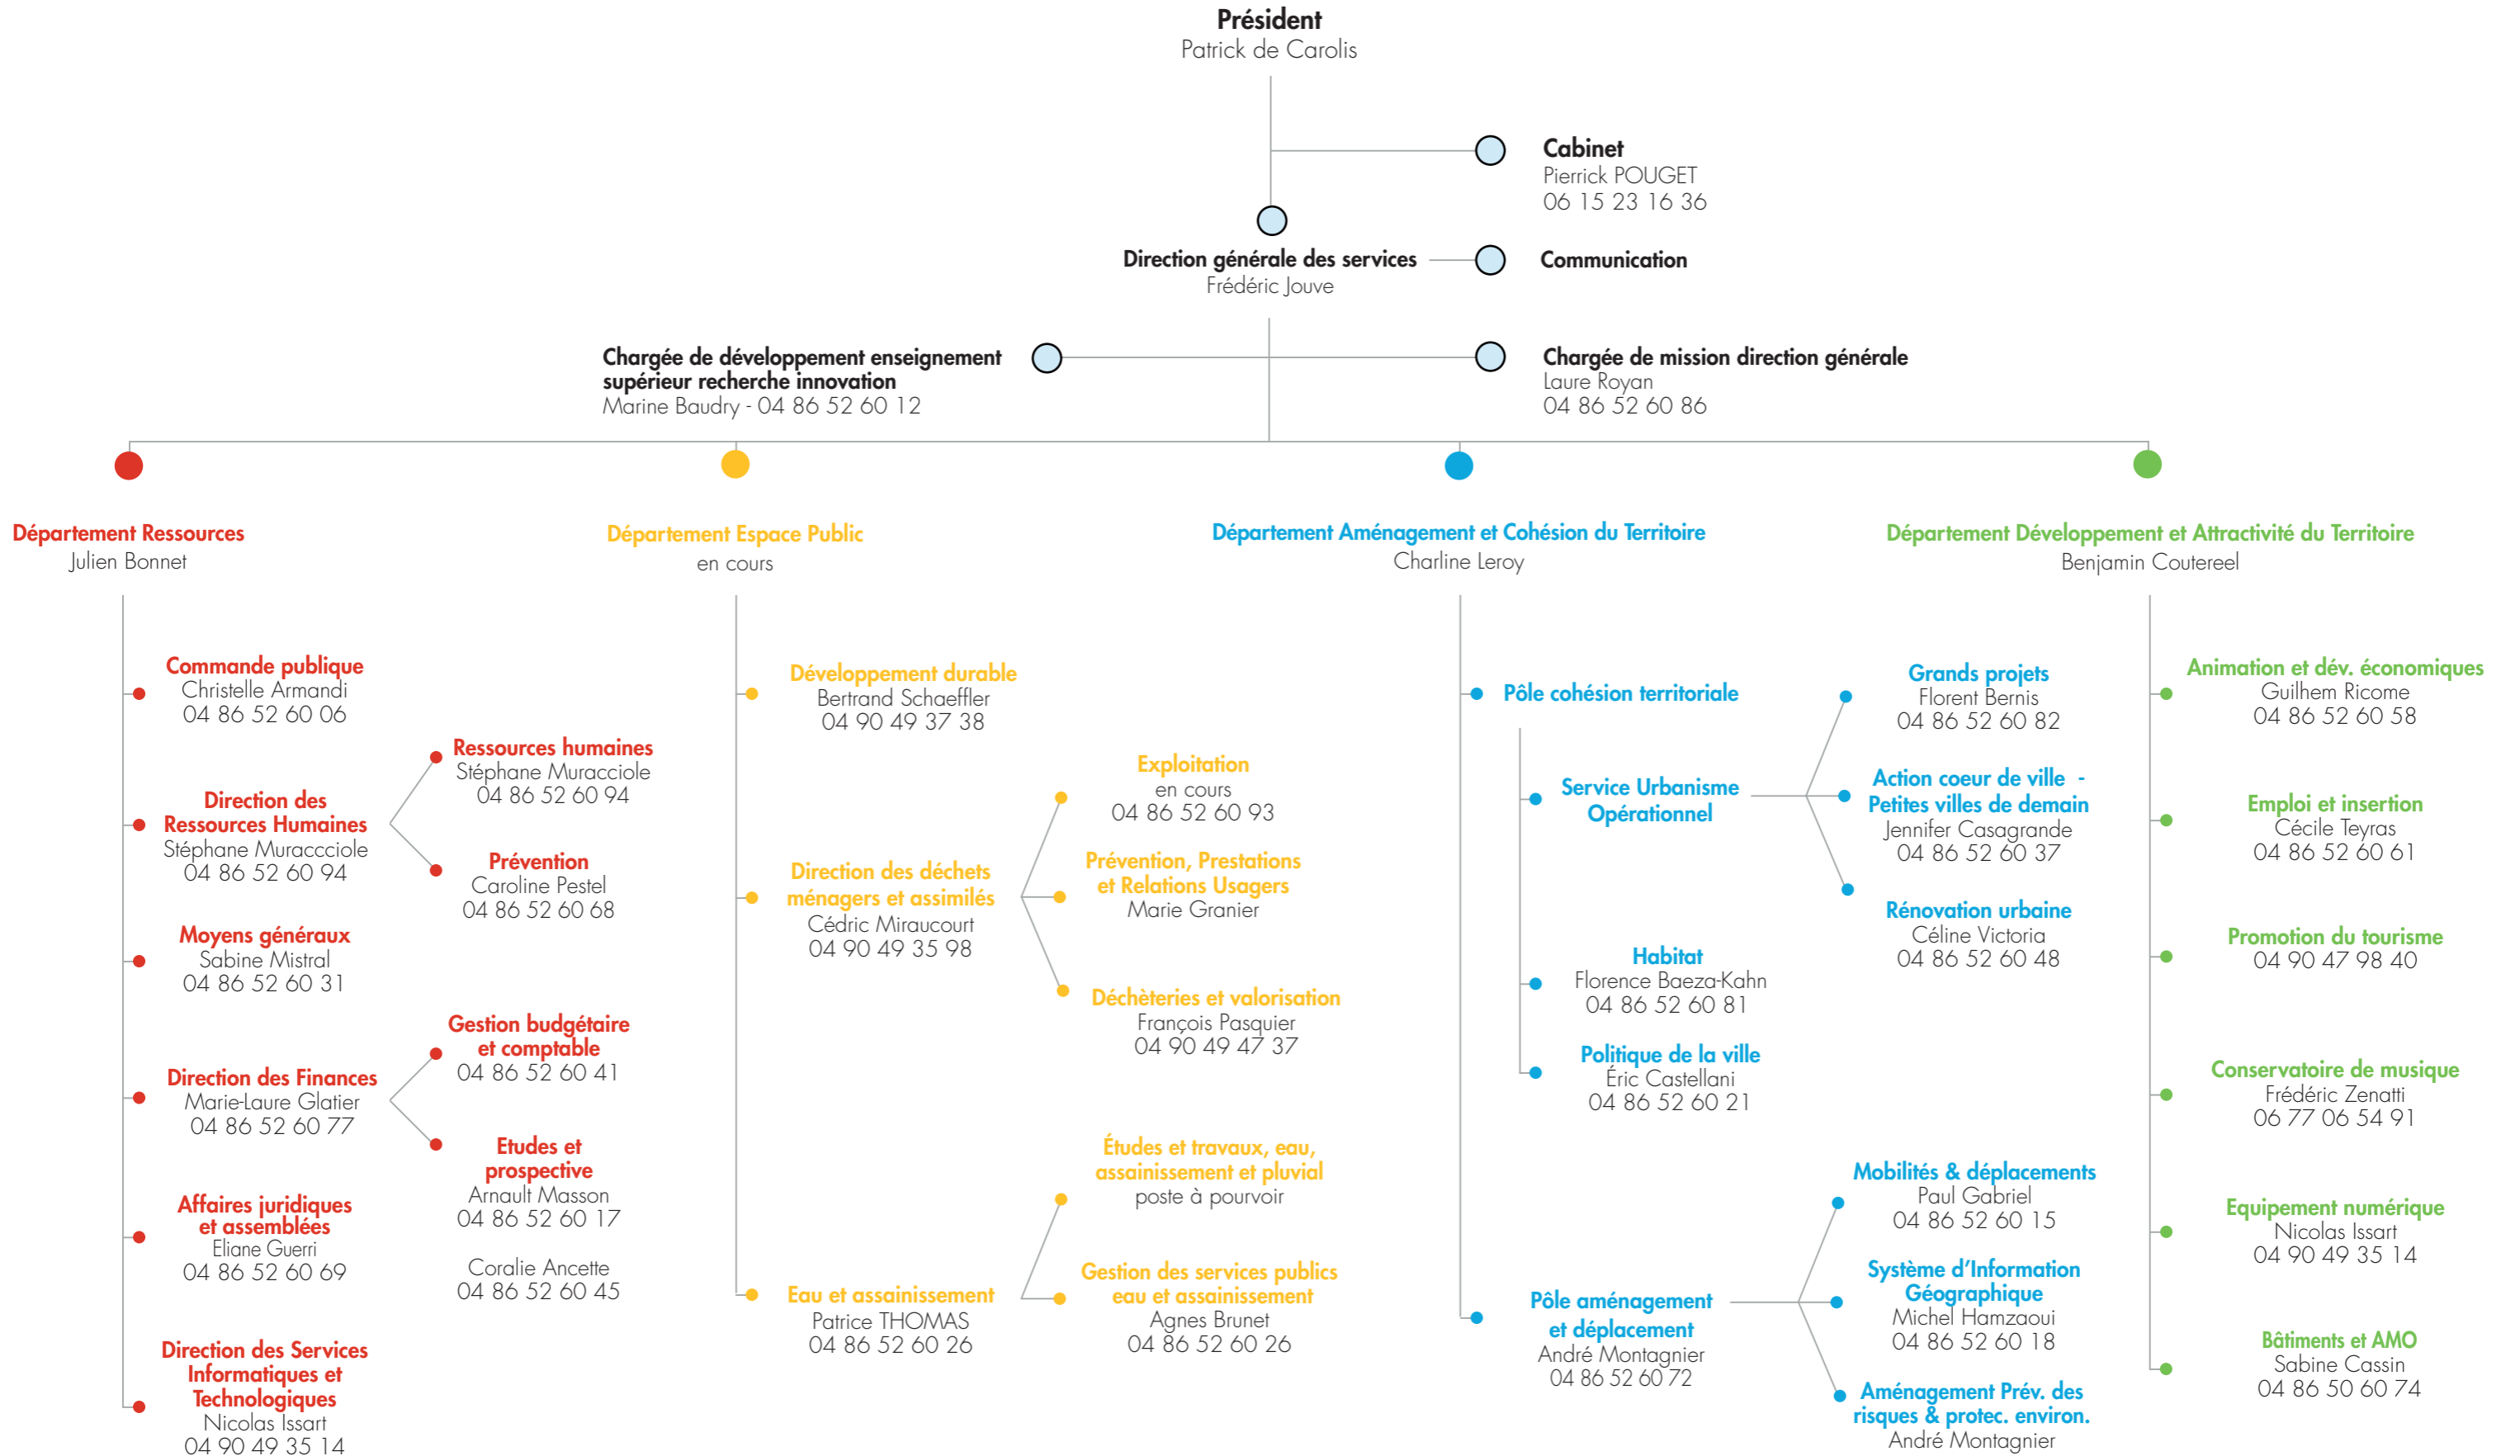 Président
Patrick de Carolis
Cabinet
Pierrick POUGET
06 15 23 16 36
Direction générale des services
Frédéric Jouve
Communication
Chargée de développement enseignement
supérieur recherche innovation
Marine Baudry - 04 86 52 60 12
Chargée de mission direction générale
Laure Royan
04 86 52 60 86
Département Ressources
Julien Bonnet
Commande publique
Christelle Armandi
04 86 52 60 06
Direction des
Ressources Humaines
Stéphane Muraccciole
04 86 52 60 94
Ressources humaines
Stéphane Muracciole
04 86 52 60 94
Prévention
Caroline Pestel
04 86 52 60 68
Moyens généraux
Sabine Mistral
04 86 52 60 31
Direction des Finances
Marie-Laure Glatier
04 86 52 60 77
Gestion budgétaire
et comptable
04 86 52 60 41
Etudes et
prospective
Arnault Masson
04 86 52 60 17
Coralie Ancette
04 86 52 60 45
Affaires juridiques
et assemblées
Eliane Guerri
04 86 52 60 69
Direction des Services
Informatiques et
Technologiques
Nicolas Issart
04 90 49 35 14
Département Espace Public
en cours
Développement durable
Bertrand Schaeffler
04 90 49 37 38
Direction des déchets
ménagers et assimilés
Cédric Miraucourt
04 90 49 35 98
Exploitation
en cours
04 86 52 60 93
Prévention, Prestations
et Relations Usagers
Marie Granier
Déchèteries et valorisation
François Pasquier
04 90 49 47 37
Eau et assainissement
Patrice THOMAS
04 86 52 60 26
Études et travaux, eau,
assainissement et pluvial
poste à pourvoir
Gestion des services publics
eau et assainissement
Agnes Brunet
04 86 52 60 26
Département Aménagement et Cohésion du Territoire
Charline Leroy
Pôle cohésion territoriale
Service Urbanisme
Opérationnel
Grands projets
Florent Bernis
04 86 52 60 82
Action coeur de ville -
Petites villes de demain
Jennifer Casagrande
04 86 52 60 37
Rénovation urbaine
Céline Victoria
04 86 52 60 48
Habitat
Florence Baeza-Kahn
04 86 52 60 81
Politique de la ville
Éric Castellani
04 86 52 60 21
Pôle aménagement
et déplacement
André Montagnier
04 86 52 60 72
Mobilités & déplacements
Paul Gabriel
04 86 52 60 15
Système d'Information
Géographique
Michel Hamzaoui
04 86 52 60 18
Aménagement Prév. des
risques & protec. environ.
André Montagnier
Département Développement et Attractivité du Territoire
Benjamin Coutereel
Animation et dév. économiques
Guilhem Ricome
04 86 52 60 58
Emploi et insertion
Cécile Teyras
04 86 52 60 61
Promotion du tourisme
04 90 47 98 40
Conservatoire de musique
Frédéric Zenatti
06 77 06 54 91
Equipement numérique
Nicolas Issart
04 90 49 35 14
Bâtiments et AMO
Sabine Cassin
04 86 50 60 74